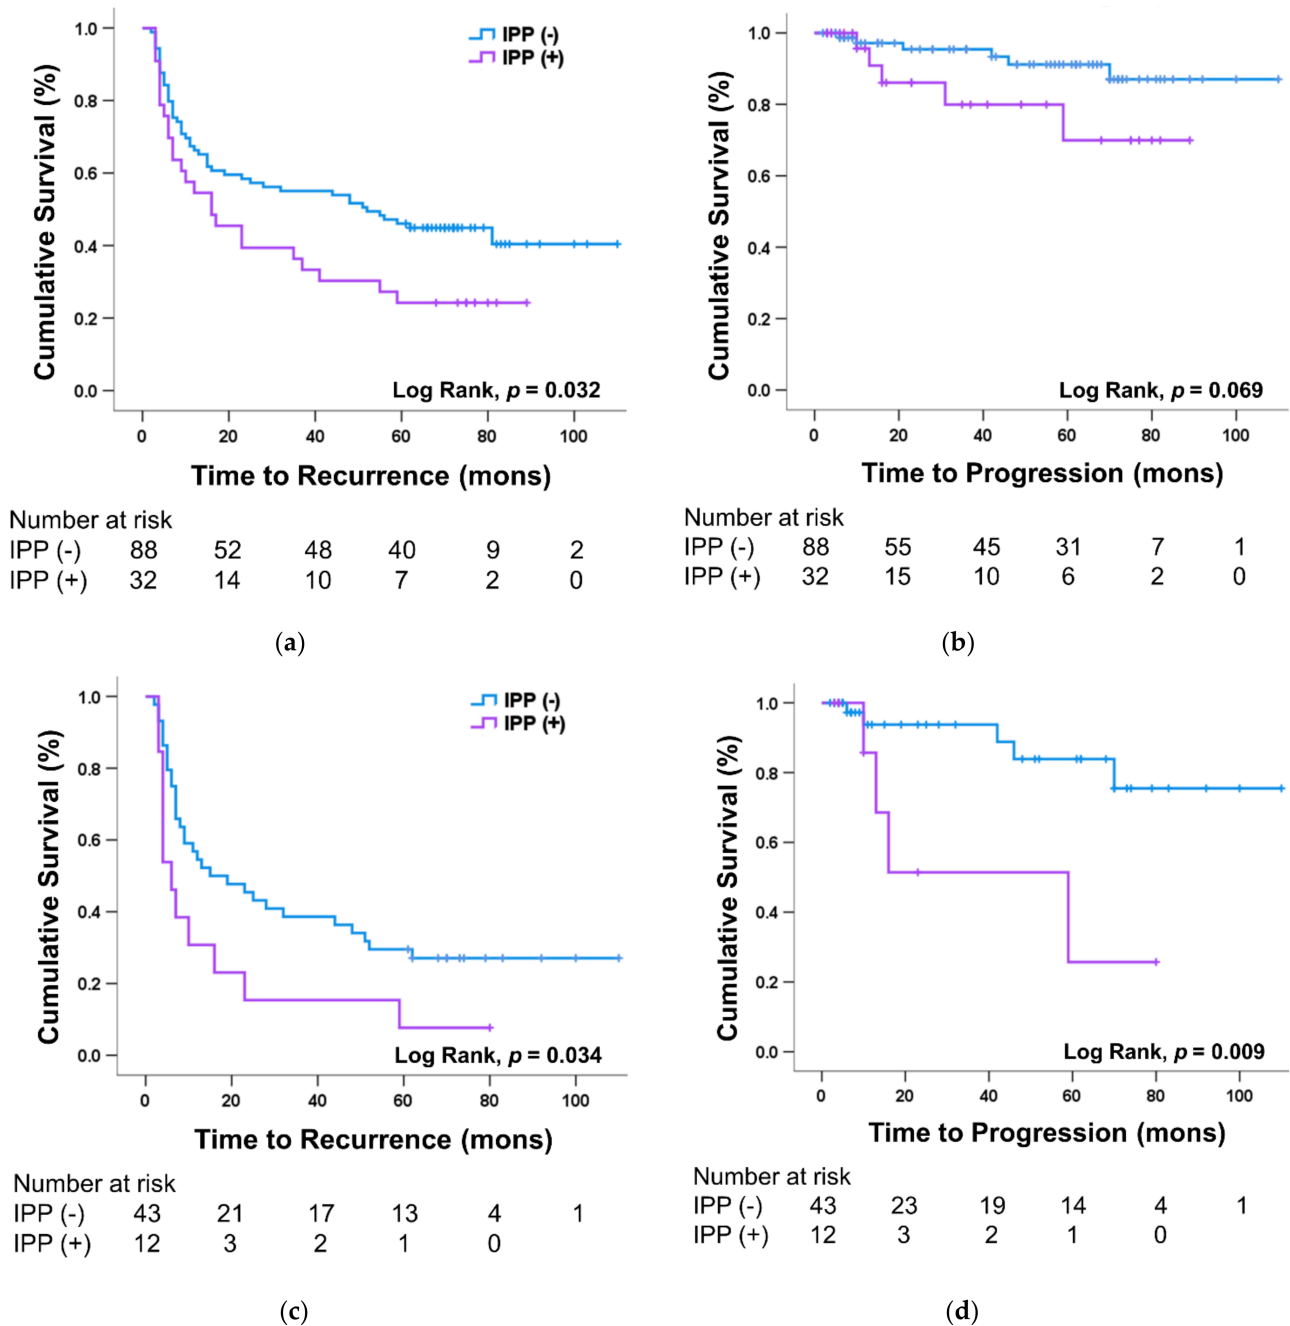 IPP (-)
IPP (+)
Cumulative Survival (%)
1.0
0.8
0.6
0.4
0.2
0.0
Log Rank, p = 0.032
0 20 40 60 80 100
Time to Recurrence (mons)
Number at risk
IPP (-) 88 52 48 40 9 2
IPP (+) 32 14 10 7 2 0
(a)
Cumulative Survival (%)
1.0
0.8
0.6
0.4
0.2
0.0
Log Rank, p = 0.069
0 20 40 60 80 100
Time to Progression (mons)
Number at risk
IPP (-) 88 55 45 31 7 1
IPP (+) 32 15 10 6 2 0
(b)
IPP (-)
IPP (+)
Cumulative Survival (%)
1.0
0.8
0.6
0.4
0.2
0.0
Log Rank, p = 0.034
0 20 40 60 80 100
Time to Recurrence (mons)
Number at risk
IPP (-) 43 21 17 13 4 1
IPP (+) 12 3 2 1 0
(c)
Cumulative Survival (%)
1.0
0.8
0.6
0.4
0.2
0.0
Log Rank, p = 0.009
0 20 40 60 80 100
Time to Progression (mons)
Number at risk
IPP (-) 43 23 19 14 4 1
IPP (+) 12 3 2 1 0
(d)